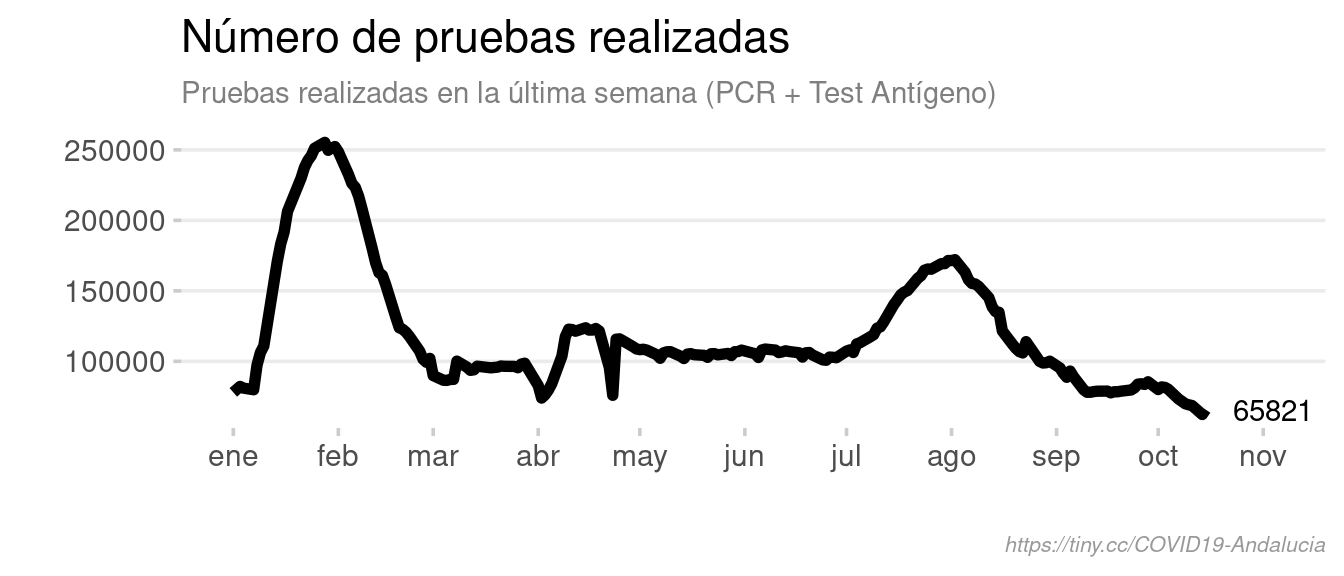 Número de pruebas realizadas
Pruebas realizadas en la última semana (PCR + Test Antígeno)
250000
200000
150000
100000
65821
ene feb mar abr may jun jul ago sep oct nov
https://tiny.cc/COVID19-Andalucia